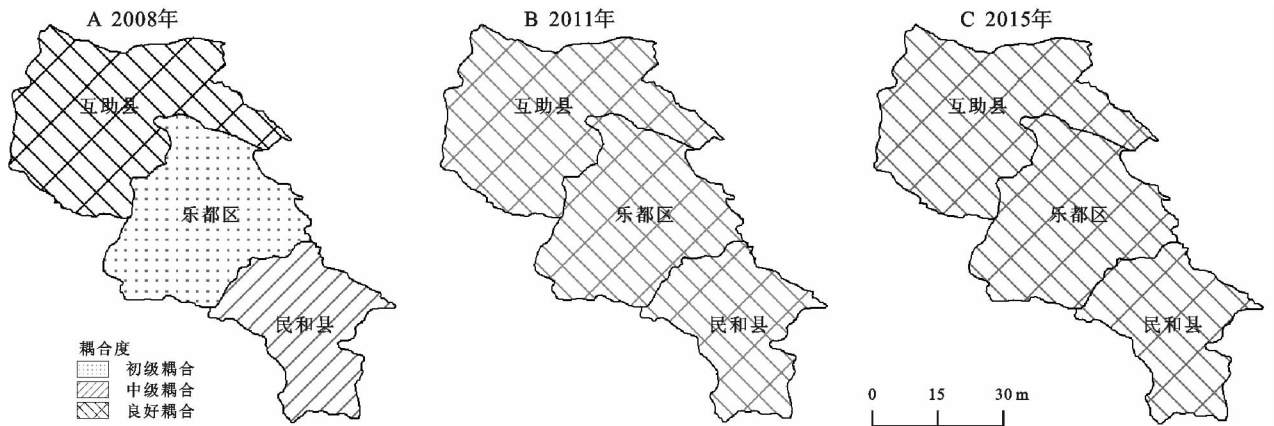 A 2008年
互助县
乐都区
民和县
耦合度
初级耦合
中级耦合
良好耦合
B 2011年
互助县
乐都区
民和县
C 2015年
互助县
乐都区
民和县
0 15 30 m